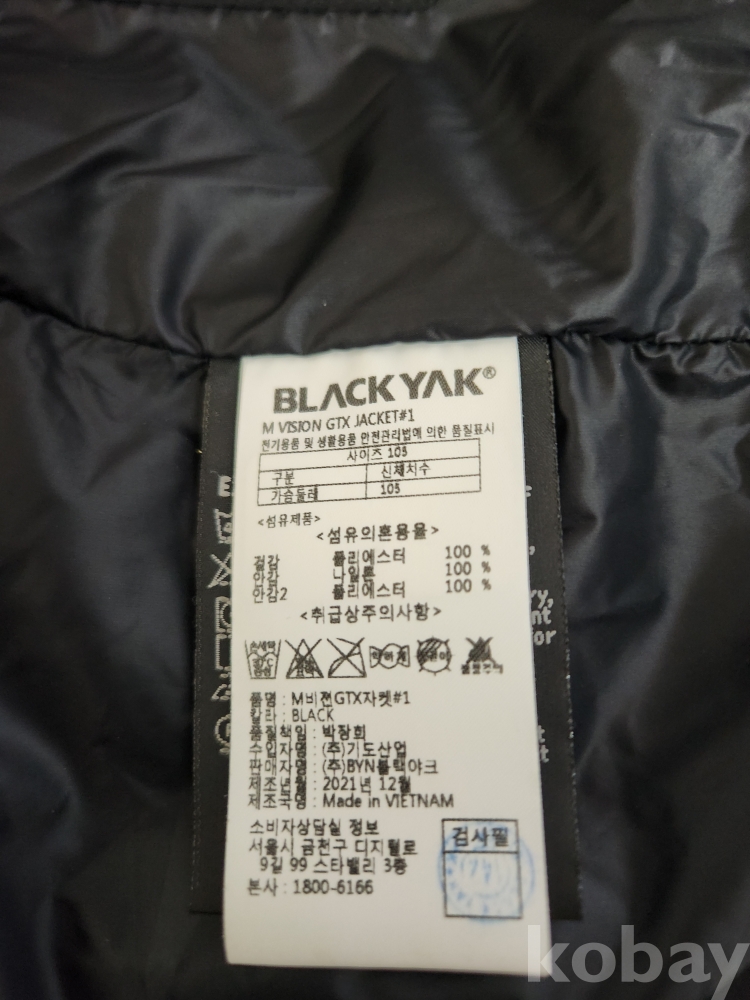 BLACK YAK®
M VISION GTX JACKET#1
전기용품 및 생활용품 안전관리법에 의한 품질표시
사이즈 105
구분 신체치수
가슴둘레 105
<섬유제품>
<섬유의혼용율>
겉감 폴리에스터 100 %
안감 나일론 100 %
안감2 폴리에스터 100 %
<취급상주의사항>
품명 : M비젼GTX자켓#1
칼라 : BLACK
품질책임자 : 박장희
수입자명 : (주)기도산업
판매자명 : (주)BYN블랙야크
제조년월 : 2021년 12월
제조국명 : Made in VIETNAM
소비자상담실 정보
서울시 금천구 디지털로
9길 99 스타밸리 3층
본사 : 1800-6166
검사필
kobay